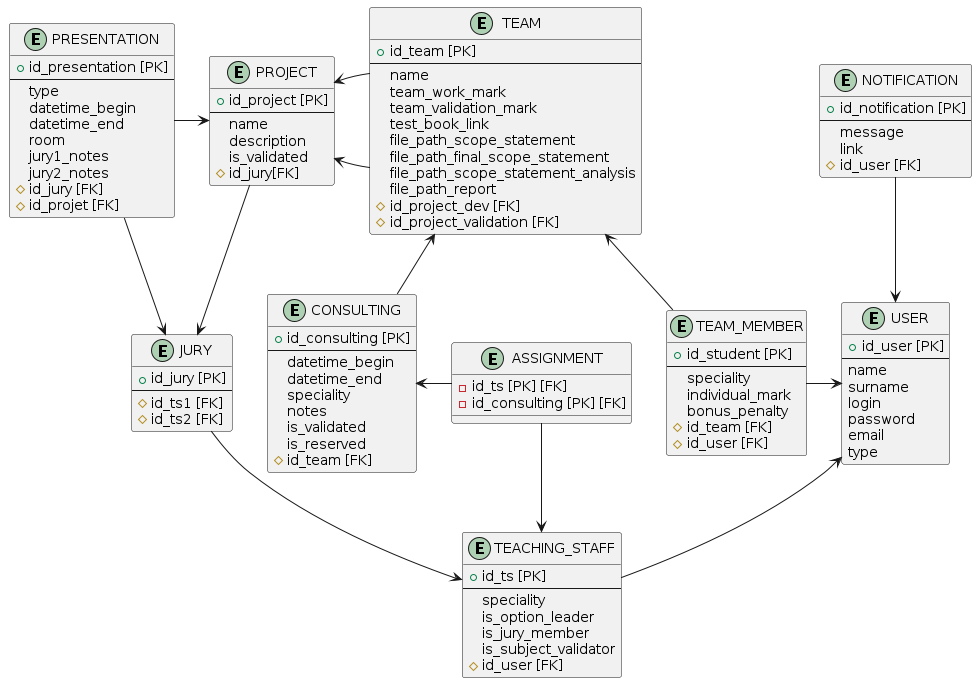 E PRESENTATION
id_presentation [PK]
type
datetime_begin
datetime_end
room
jury1_notes
jury2_notes
id_jury [FK]
id_projet [FK]
E PROJECT
id_project [PK]
name
description
is_validated
id_jury[FK]
E TEAM
id_team [PK]
name
team_work_mark
team_validation_mark
test_book_link
file_path_scope_statement
file_path_final_scope_statement
file_path_scope_statement_analysis
file_path_report
id_project_dev [FK]
id_project_validation [FK]
E NOTIFICATION
id_notification [PK]
message
link
id_user [FK]
E JURY
id_jury [PK]
id_ts1 [FK]
id_ts2 [FK]
E CONSULTING
id_consulting [PK]
datetime_begin
datetime_end
speciality
notes
is_validated
is_reserved
id_team [FK]
E ASSIGNMENT
id_ts [PK] [FK]
id_consulting [PK] [FK]
E TEAM_MEMBER
id_student [PK]
speciality
individual_mark
bonus_penalty
id_team [FK]
id_user [FK]
E USER
id_user [PK]
name
surname
login
password
email
type
E TEACHING_STAFF
id_ts [PK]
speciality
is_option_leader
is_jury_member
is_subject_validator
id_user [FK]